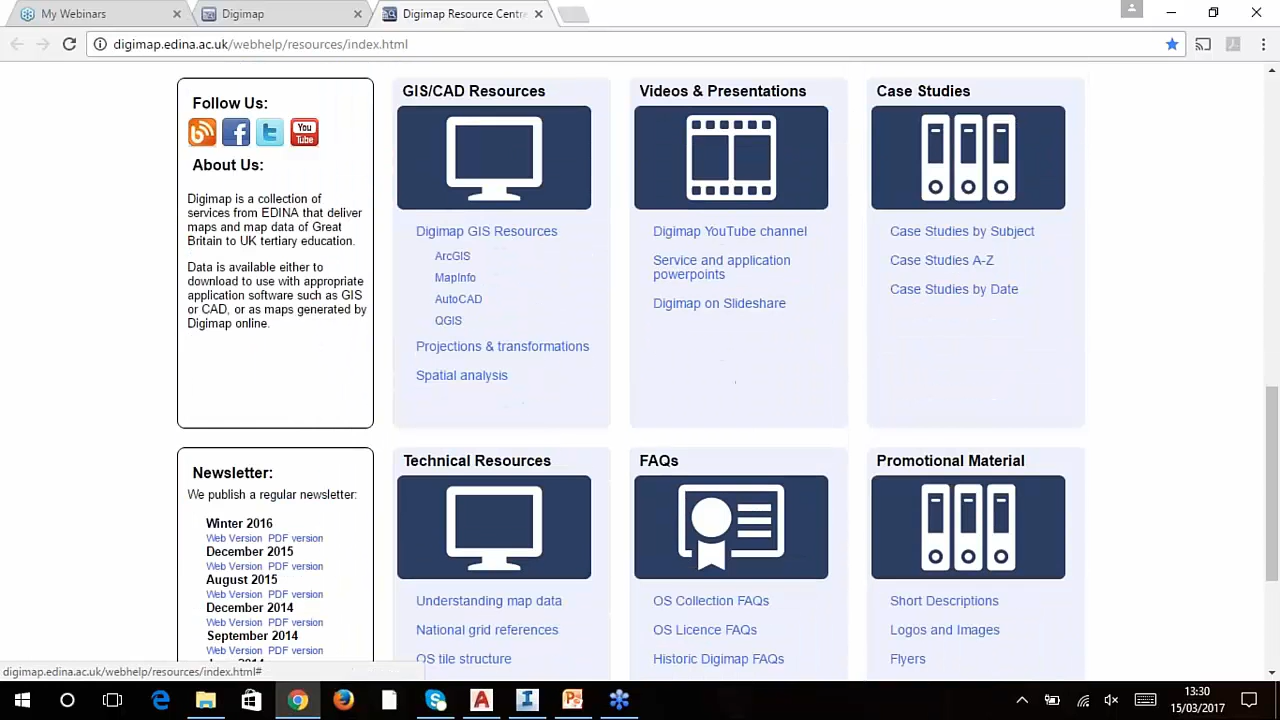 My Webinars
Digimap
Digimap Resource Centre
digimap.edina.ac.uk/webhelp/resources/index.html
Follow Us:
You
Tube
About Us:
Digimap is a collection of
services from EDINA that deliver
maps and map data of Great
Britain to UK tertiary education.
Data is available either to
download to use with appropriate
application software such as GIS
or CAD, or as maps generated by
Digimap online.
GIS/CAD Resources
Digimap GIS Resources
ArcGIS
MapInfo
AutoCAD
QGIS
Projections & transformations
Spatial analysis
Videos & Presentations
Digimap YouTube channel
Service and application
powerpoints
Digimap on Slideshare
Case Studies
Case Studies by Subject
Case Studies A-Z
Case Studies by Date
Newsletter:
We publish a regular newsletter:
Winter 2016
Web Version PDF version
December 2015
Web Version PDF version
August 2015
Web Version PDF version
December 2014
Web Version PDF version
September 2014
Web Version PDF version
Technical Resources
Understanding map data
National grid references
OS tile structure
FAQs
OS Collection FAQs
OS Licence FAQs
Historic Digimap FAQs
Promotional Material
Short Descriptions
Logos and Images
Flyers
digimap.edina.ac.uk/webhelp/resources/index.html#
13:30
15/03/2017